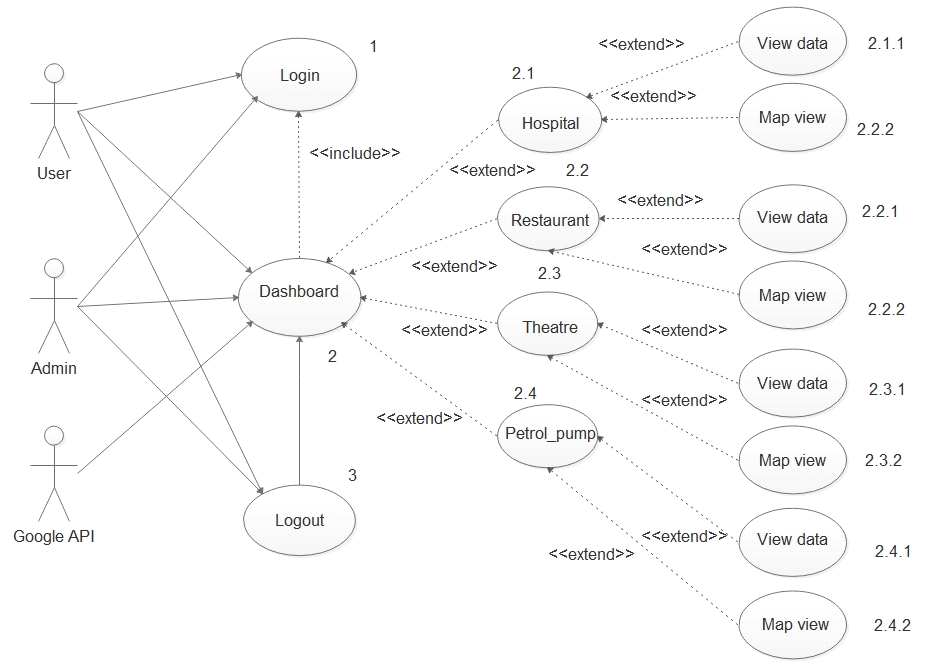 View data
2.1.1
<<extend>>
1
Login
2.1
<<extend>>
Map view
2.2.2
Hospital
<<include>>
User
<<extend>>
2.2
<<extend>>
View data
2.2.1
Restaurant
<<extend>>
<<extend>>
2.3
Dashboard
Map view
2.2.2
Admin
2
<<extend>>
Theatre
<<extend>>
View data
2.3.1
2.4
<<extend>>
<<extend>>
Petrol_pump
Map view
2.3.2
3
Logout
Google API
<<extend>>
<<extend>>
View data
2.4.1
Map view
2.4.2